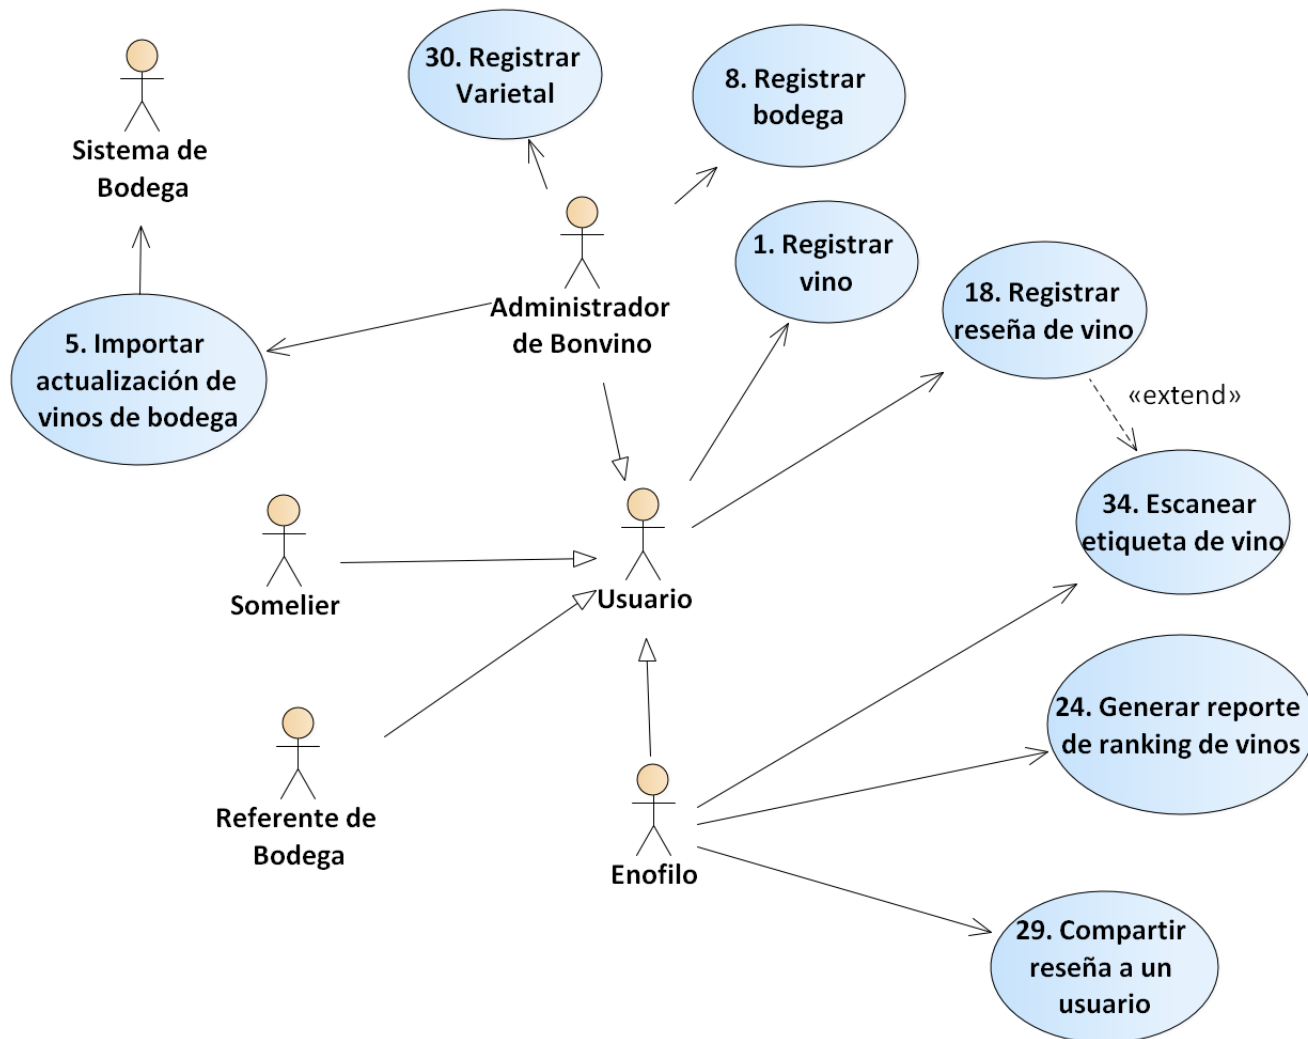 30. Registrar
Varietal
8. Registrar
bodega
Sistema de
Bodega
1. Registrar
vino
18. Registrar
reseña de vino
Administrador
de Bonvino
5. Importar
actualización de
vinos de bodega
«extend»
34. Escanear
etiqueta de vino
Somelier
Usuario
24. Generar reporte
de ranking de vinos
Referente de
Bodega
Enofilo
29. Compartir
reseña a un
usuario